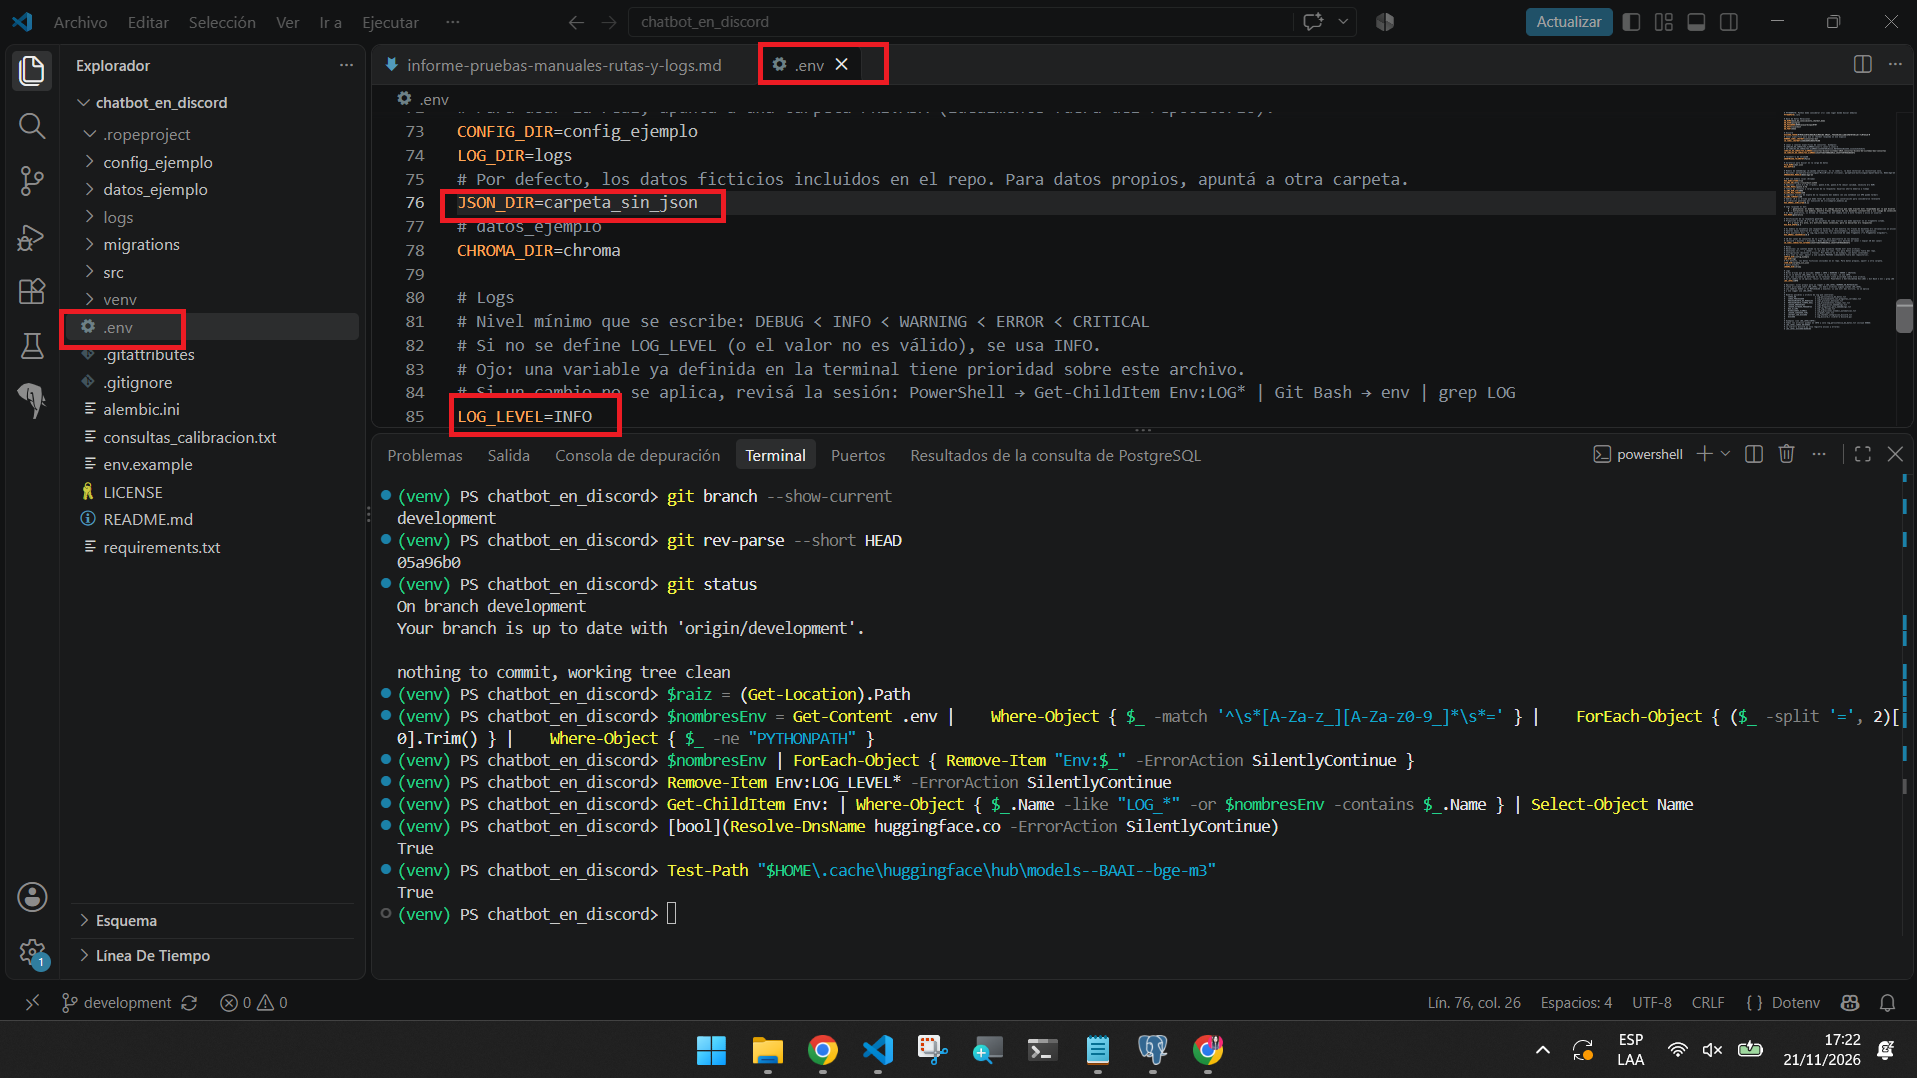 Archivo Editar Selección Ver Ir a Ejecutar ···
chatbot_en_discord
Actualizar
Explorador
chatbot_en_discord
.ropeproject
config_ejemplo
datos_ejemplo
logs
migrations
src
venv
.env
.gitattributes
.gitignore
alembic.ini
consultas_calibracion.txt
env.example
LICENSE
README.md
requirements.txt
Esquema
Línea De Tiempo
1
informe-pruebas-manuales-rutas-y-logs.md
.env
.env
73 CONFIG_DIR=config_ejemplo
74 LOG_DIR=logs
75 # Por defecto, los datos ficticios incluidos en el repo. Para datos propios, apuntá a otra carpeta.
76 JSON_DIR=carpeta_sin_json
77 # datos_ejemplo
78 CHROMA_DIR=chroma
79
80 # Logs
81 # Nivel mínimo que se escribe: DEBUG < INFO < WARNING < ERROR < CRITICAL
82 # Si no se define LOG_LEVEL (o el valor no es válido), se usa INFO.
83 # Ojo: una variable ya definida en la terminal tiene prioridad sobre este archivo.
84 # Si un cambio no se aplica, revisá la sesión: PowerShell → Get-ChildItem Env:LOG* | Git Bash → env | grep LOG
85 LOG_LEVEL=INFO
Problemas Salida Consola de depuración Terminal Puertos Resultados de la consulta de PostgreSQL
powershell
(venv) PS chatbot_en_discord> git branch --show-current
development
(venv) PS chatbot_en_discord> git rev-parse --short HEAD
05a96b0
(venv) PS chatbot_en_discord> git status
On branch development
Your branch is up to date with 'origin/development'.
nothing to commit, working tree clean
(venv) PS chatbot_en_discord> $raiz = (Get-Location).Path
(venv) PS chatbot_en_discord> $nombresEnv = Get-Content .env |    Where-Object { $_ -match '^\s*[A-Za-z_][A-Za-z0-9_]*\s*=' } |    ForEach-Object { ($_ -split '=', 2)[
0].Trim() } |    Where-Object { $_ -ne "PYTHONPATH" }
(venv) PS chatbot_en_discord> $nombresEnv | ForEach-Object { Remove-Item "Env:$_" -ErrorAction SilentlyContinue }
(venv) PS chatbot_en_discord> Remove-Item Env:LOG_LEVEL* -ErrorAction SilentlyContinue
(venv) PS chatbot_en_discord> Get-ChildItem Env: | Where-Object { $_.Name -like "LOG_*" -or $nombresEnv -contains $_.Name } | Select-Object Name
(venv) PS chatbot_en_discord> [bool](Resolve-DnsName huggingface.co -ErrorAction SilentlyContinue)
True
(venv) PS chatbot_en_discord> Test-Path "$HOME\.cache\huggingface\hub\models--BAAI--bge-m3"
True
(venv) PS chatbot_en_discord>
development 0 0
Lín. 76, col. 26 Espacios: 4 UTF-8 CRLF { } Dotenv
ESP
LAA
17:22
21/11/2026